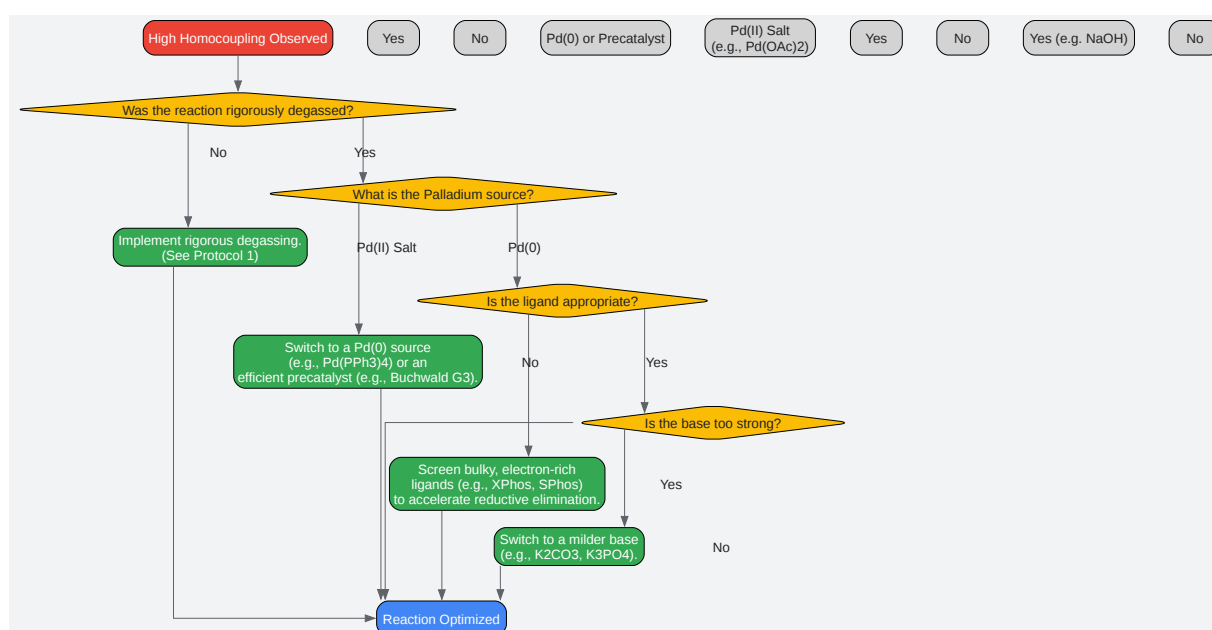 High Homocoupling Observed
Yes
No
Pd(0) or Precatalyst
Pd(II) Salt
(e.g., Pd(OAc)2)
Yes
No
Yes (e.g. NaOH)
No
Was the reaction rigorously degassed?
No
Yes
What is the Palladium source?
Implement rigorous degassing.
(See Protocol 1)
Pd(II) Salt
Pd(0)
Is the ligand appropriate?
Switch to a Pd(0) source
(e.g., Pd(PPh3)4) or an
efficient precatalyst (e.g., Buchwald G3).
No
Yes
Is the base too strong?
Screen bulky, electron-rich
ligands (e.g., XPhos, SPhos)
to accelerate reductive elimination.
Yes
Switch to a milder base
(e.g., K2CO3, K3PO4).
No
Reaction Optimized